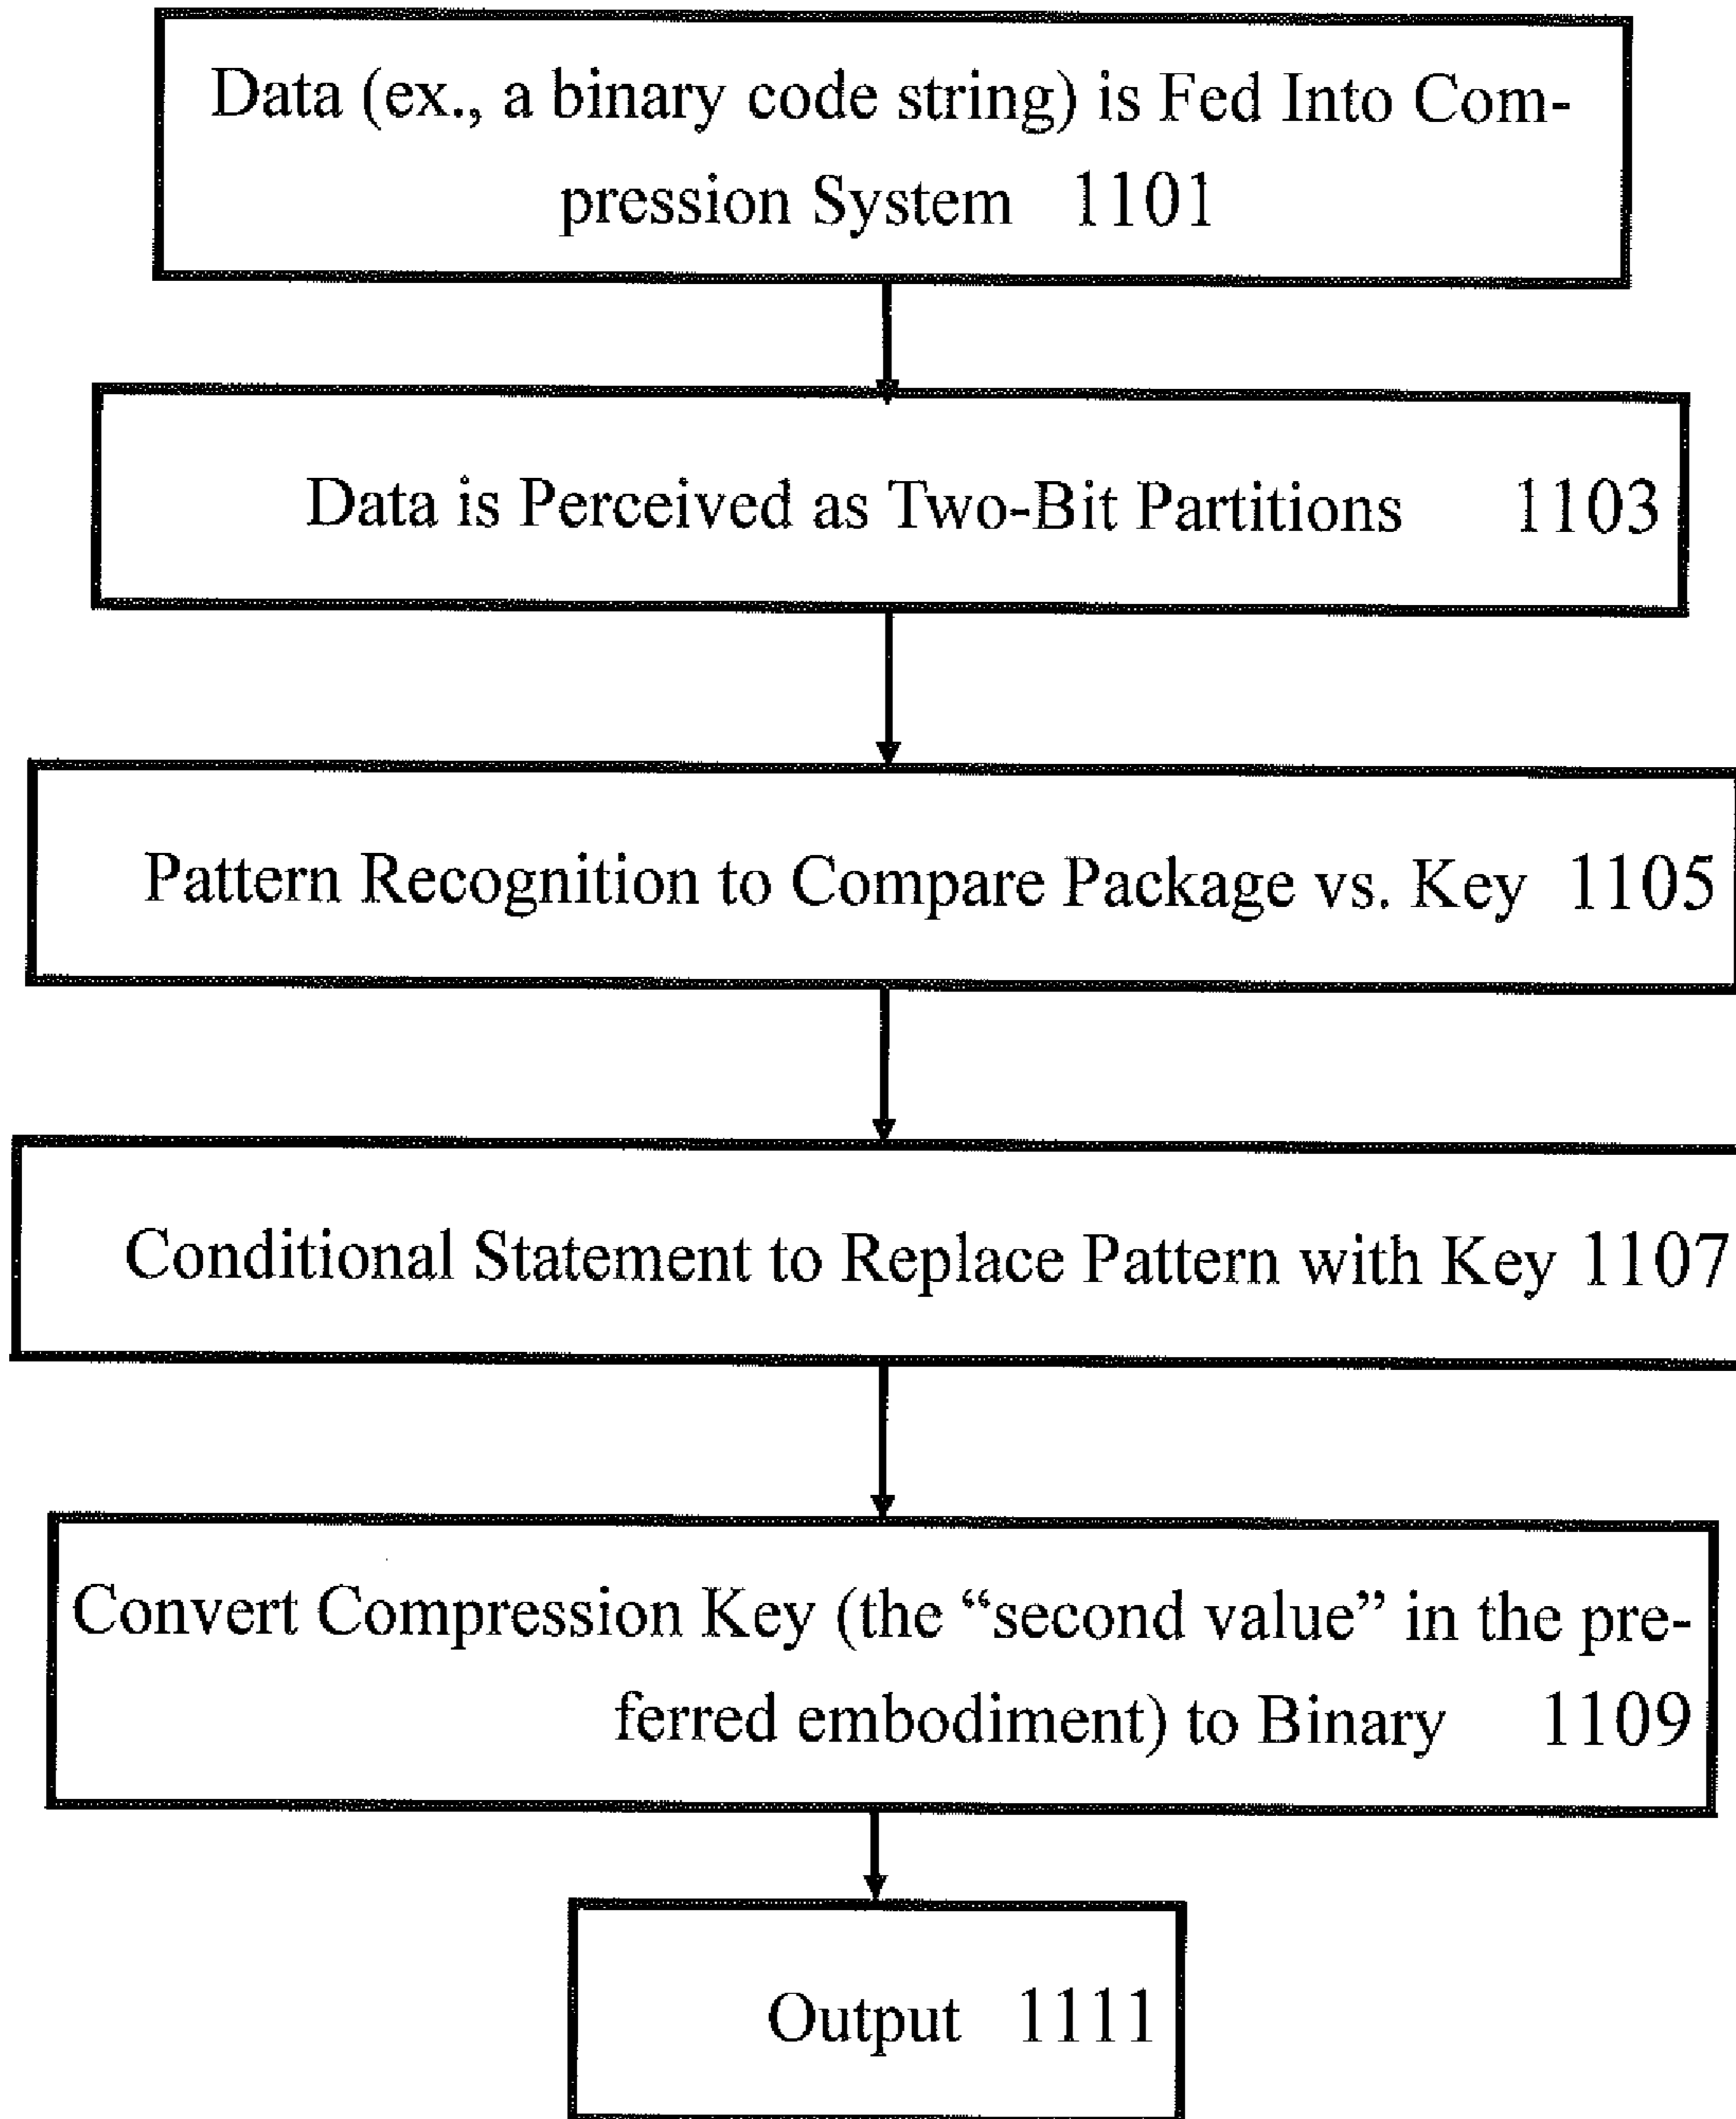 Data (ex., a binary code string) is Fed Into Com-
pression System 1101
Data is Perceived as Two-Bit Partitions 1103
Pattern Recognition to Compare Package vs. Key 1105
Conditional Statement to Replace Pattern with Key 1107
Convert Compression Key (the “second value” in the pre-
ferred embodiment) to Binary 1109
Output 1111